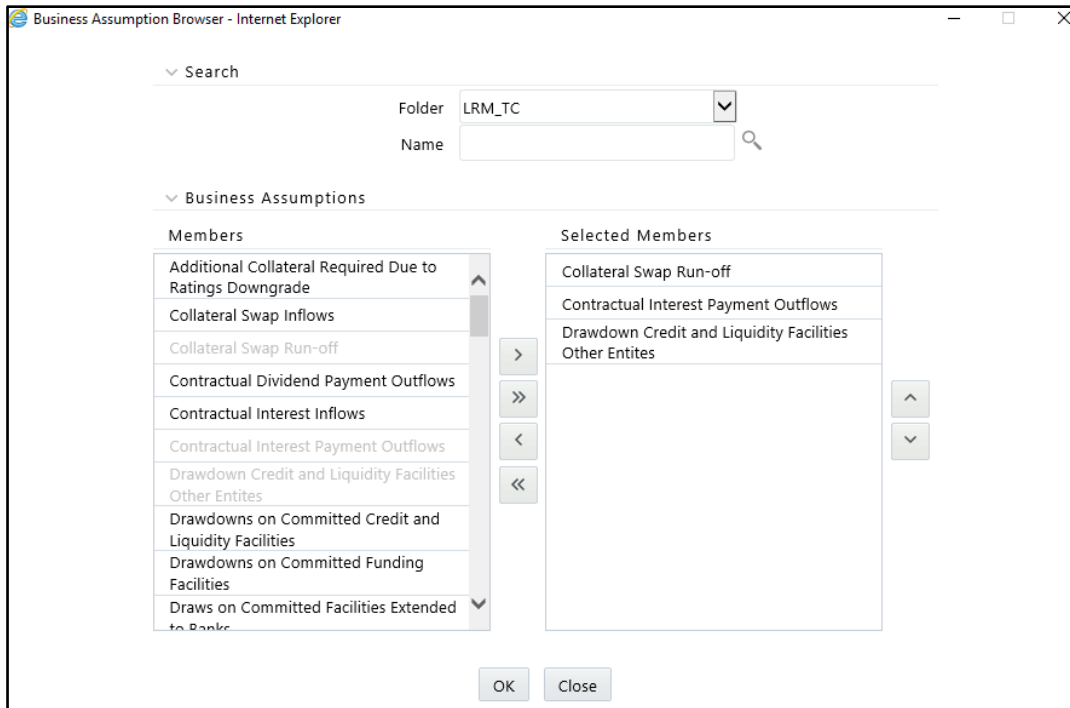 Business Assumption Browser - Internet Explorer
Search
Folder LRM_TC
Name
Business Assumptions
Members
Additional Collateral Required Due to
Ratings Downgrade
Collateral Swap Inflows
Collateral Swap Run-off
Contractual Dividend Payment Outflows
Contractual Interest Inflows
Contractual Interest Payment Outflows
Drawdown Credit and Liquidity Facilities
Other Entites
Drawdowns on Committed Credit and
Liquidity Facilities
Drawdowns on Committed Funding
Facilities
Draws on Committed Facilities Extended
to Banks
Selected Members
Collateral Swap Run-off
Contractual Interest Payment Outflows
Drawdown Credit and Liquidity Facilities
Other Entites
OK Close